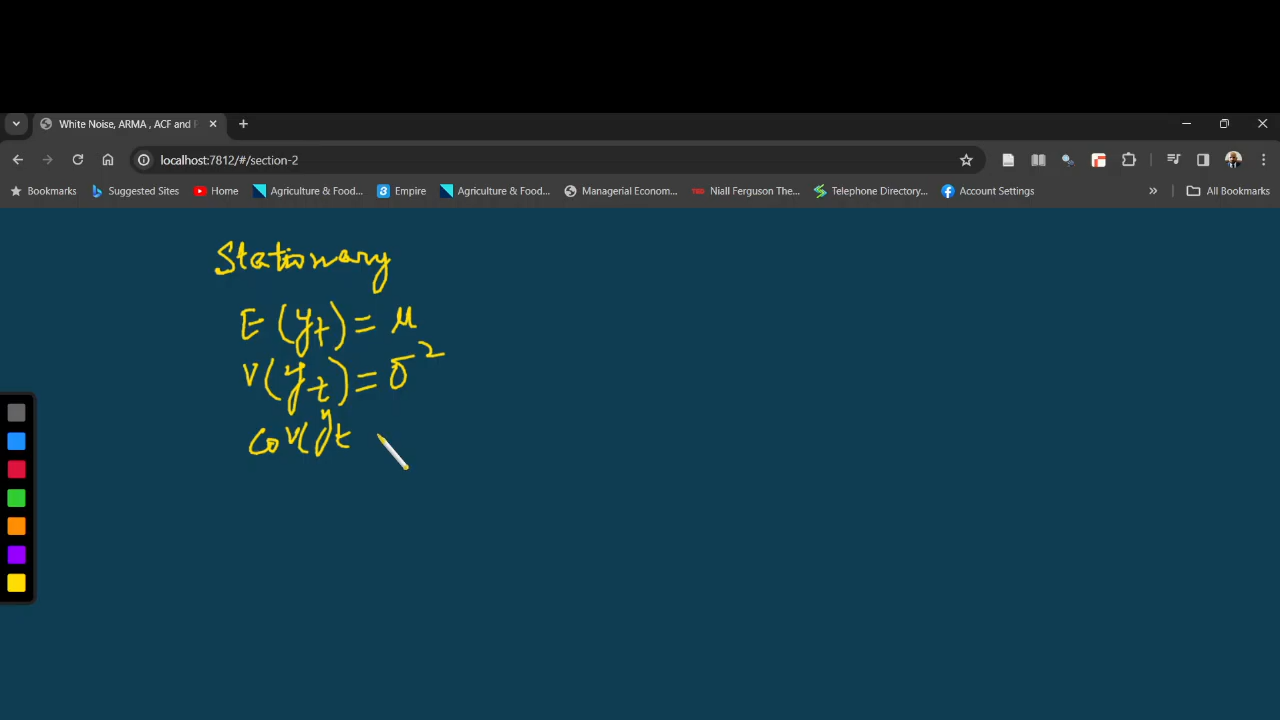 White Noise, ARMA , ACF and
localhost:7812/#/section-2
Bookmarks Suggested Sites Home Agriculture & Food... Empire Agriculture & Food... Managerial Econom... Niall Ferguson The... Telephone Directory,... Account Settings » All Bookmarks
Stationary
E(yt) = μ
V(yt) = σ²
Cov(yt